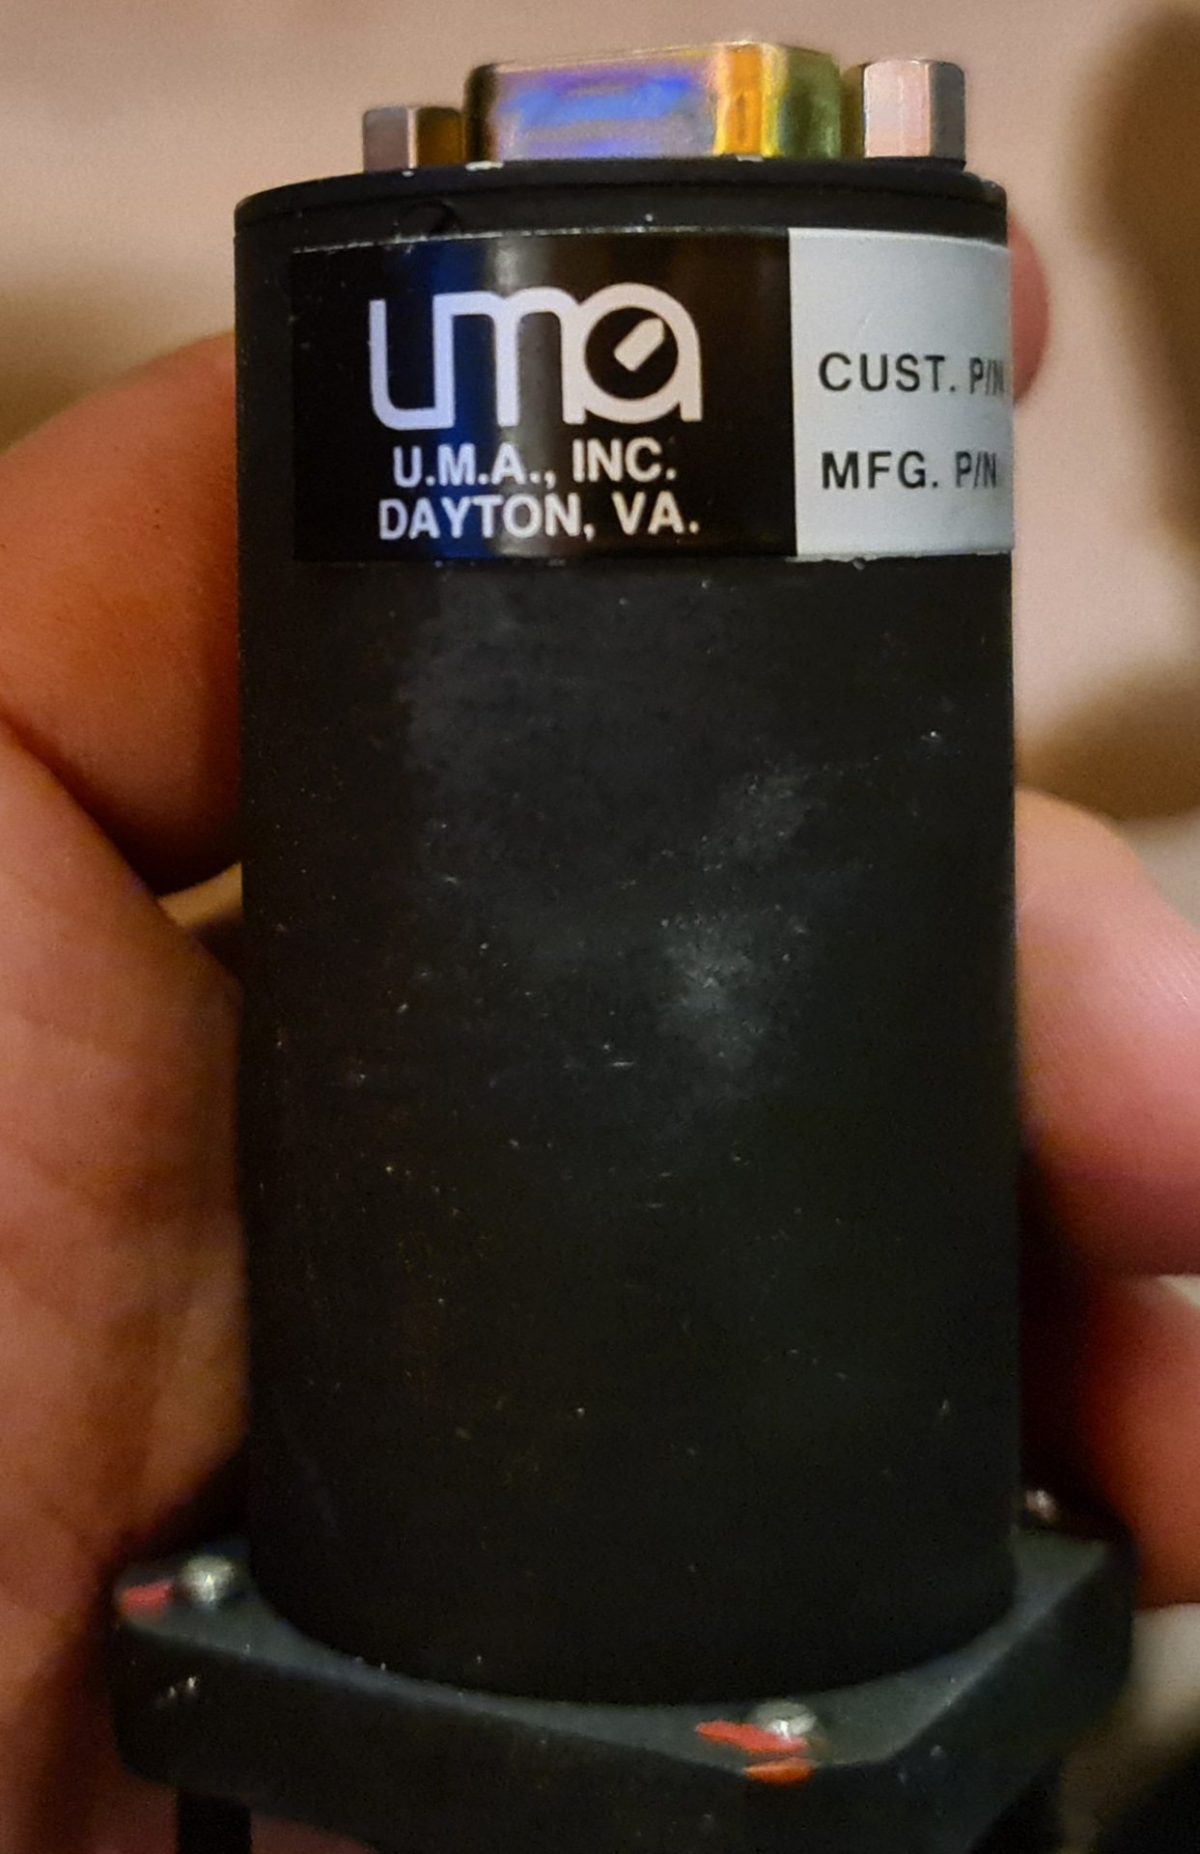 uma
U.M.A., INC.
DAYTON, VA.
CUST. P/N
MFG. P/N